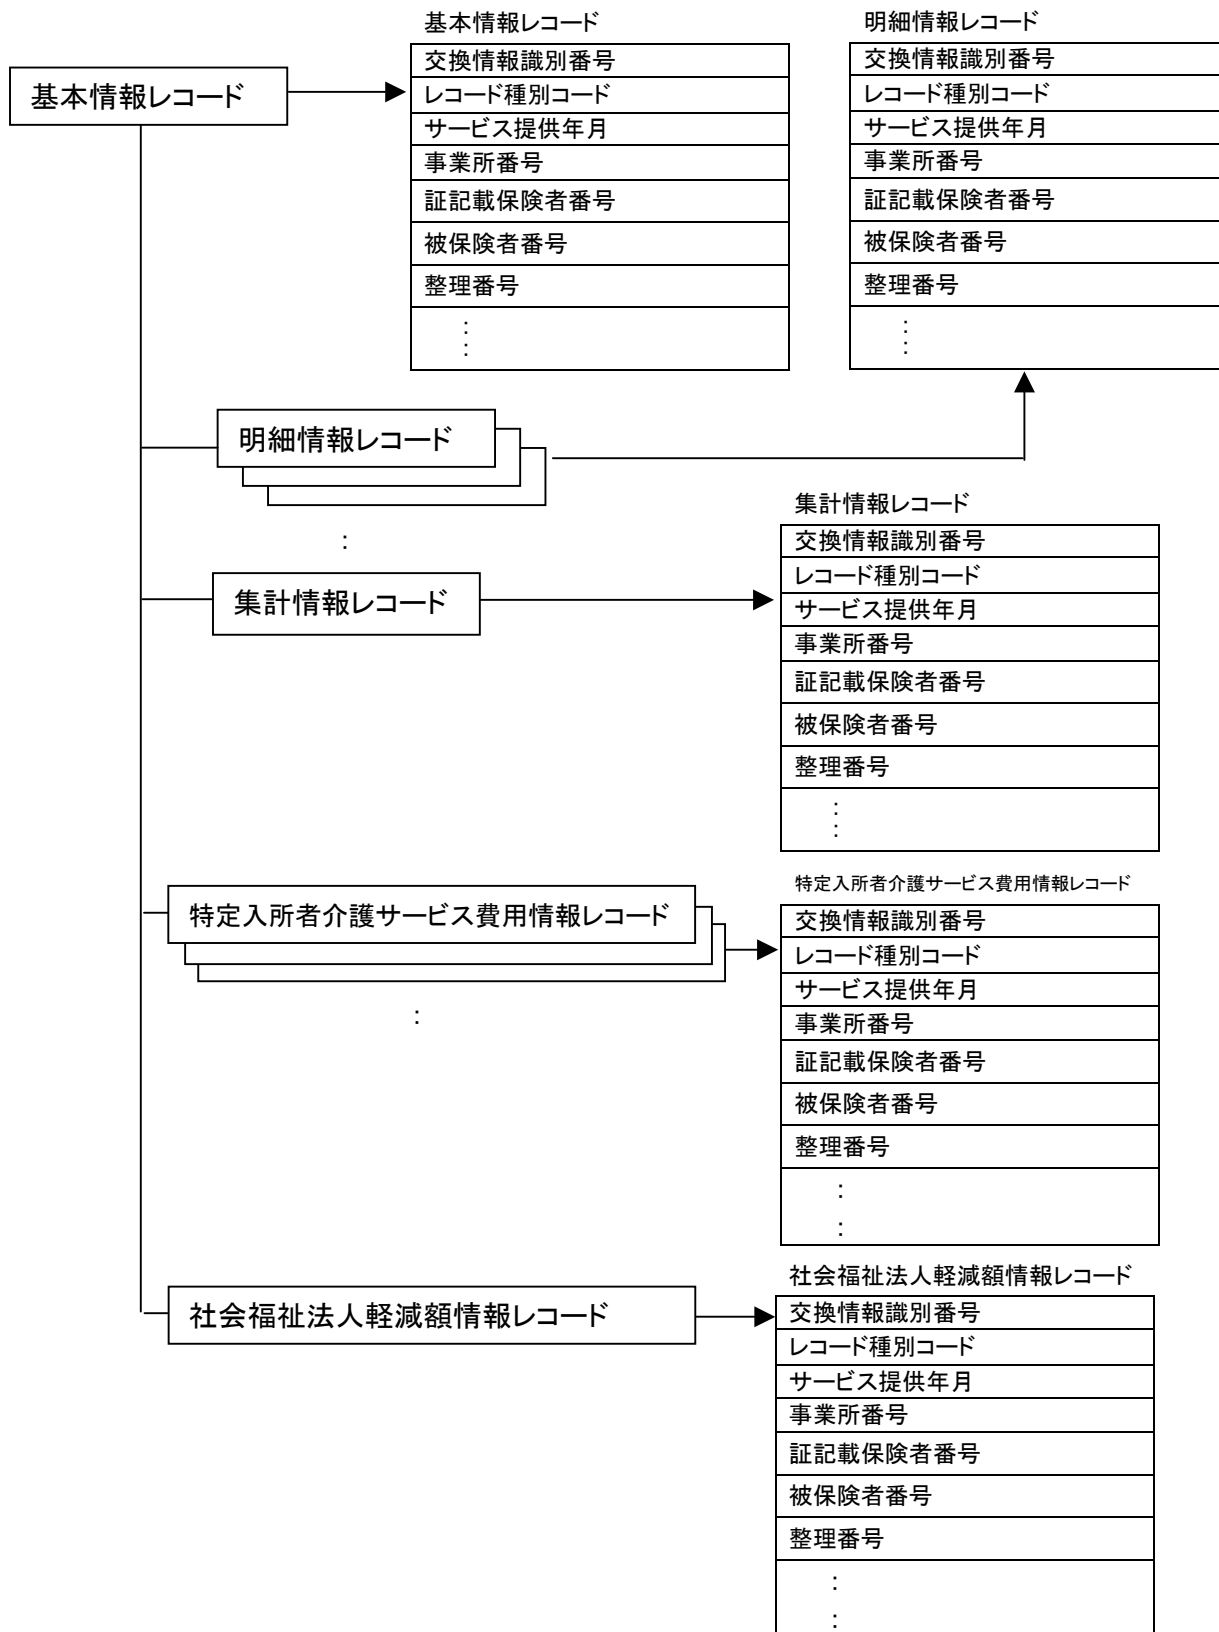 基本情報レコード
基本情報レコード
交換情報識別番号
レコード種別コード
サービス提供年月
事業所番号
証記載保険者番号
被保険者番号
整理番号
:
:
明細情報レコード
交換情報識別番号
レコード種別コード
サービス提供年月
事業所番号
証記載保険者番号
被保険者番号
整理番号
:
:
明細情報レコード
:
集計情報レコード
集計情報レコード
交換情報識別番号
レコード種別コード
サービス提供年月
事業所番号
証記載保険者番号
被保険者番号
整理番号
:
:
特定入所者介護サービス費用情報レコード
:
特定入所者介護サービス費用情報レコード
交換情報識別番号
レコード種別コード
サービス提供年月
事業所番号
証記載保険者番号
被保険者番号
整理番号
:
:
社会福祉法人軽減額情報レコード
社会福祉法人軽減額情報レコード
交換情報識別番号
レコード種別コード
サービス提供年月
事業所番号
証記載保険者番号
被保険者番号
整理番号
:
: